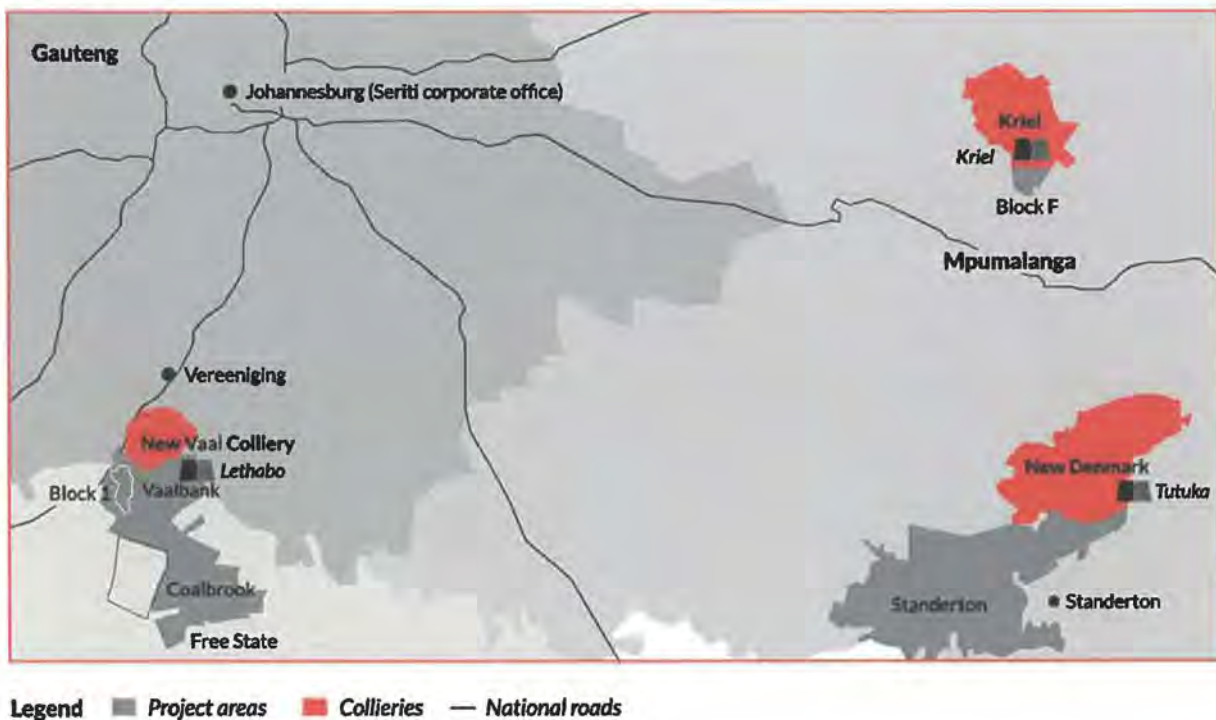 Gauteng
Johannesburg (Seriti corporate office)
Kriel
Kriel
Block F
Mpumalanga
Vereeniging
New Vaal Colliery
Lethabo
Block 1
Vaalbank
New Denmark
Tutuka
Coalbrook
Standerton
Standerton
Free State
Legend Project areas Collieries National roads